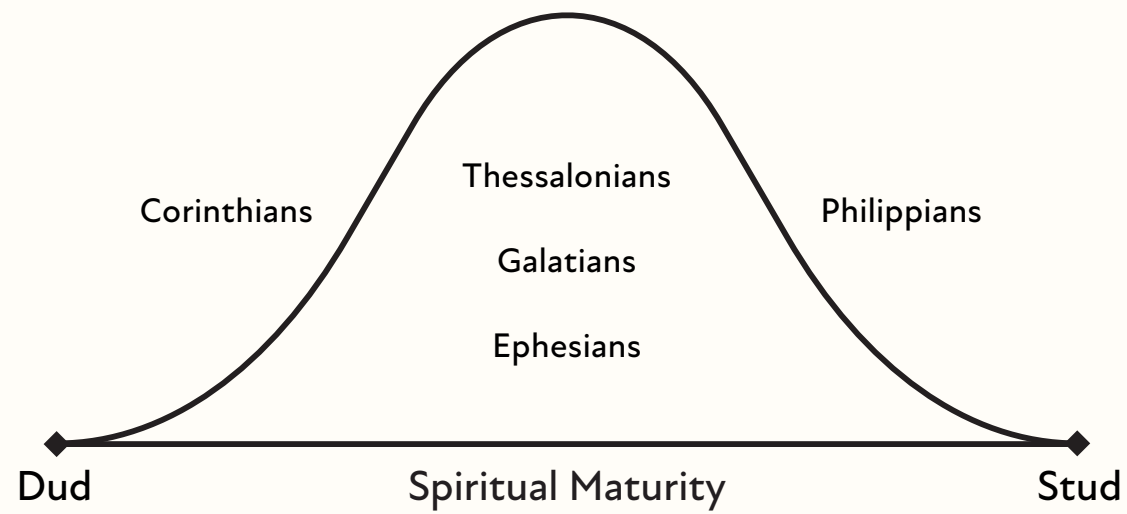 Thessalonians
Corinthians
Philippians
Galatians
Ephesians
Dud
Spiritual Maturity
Stud